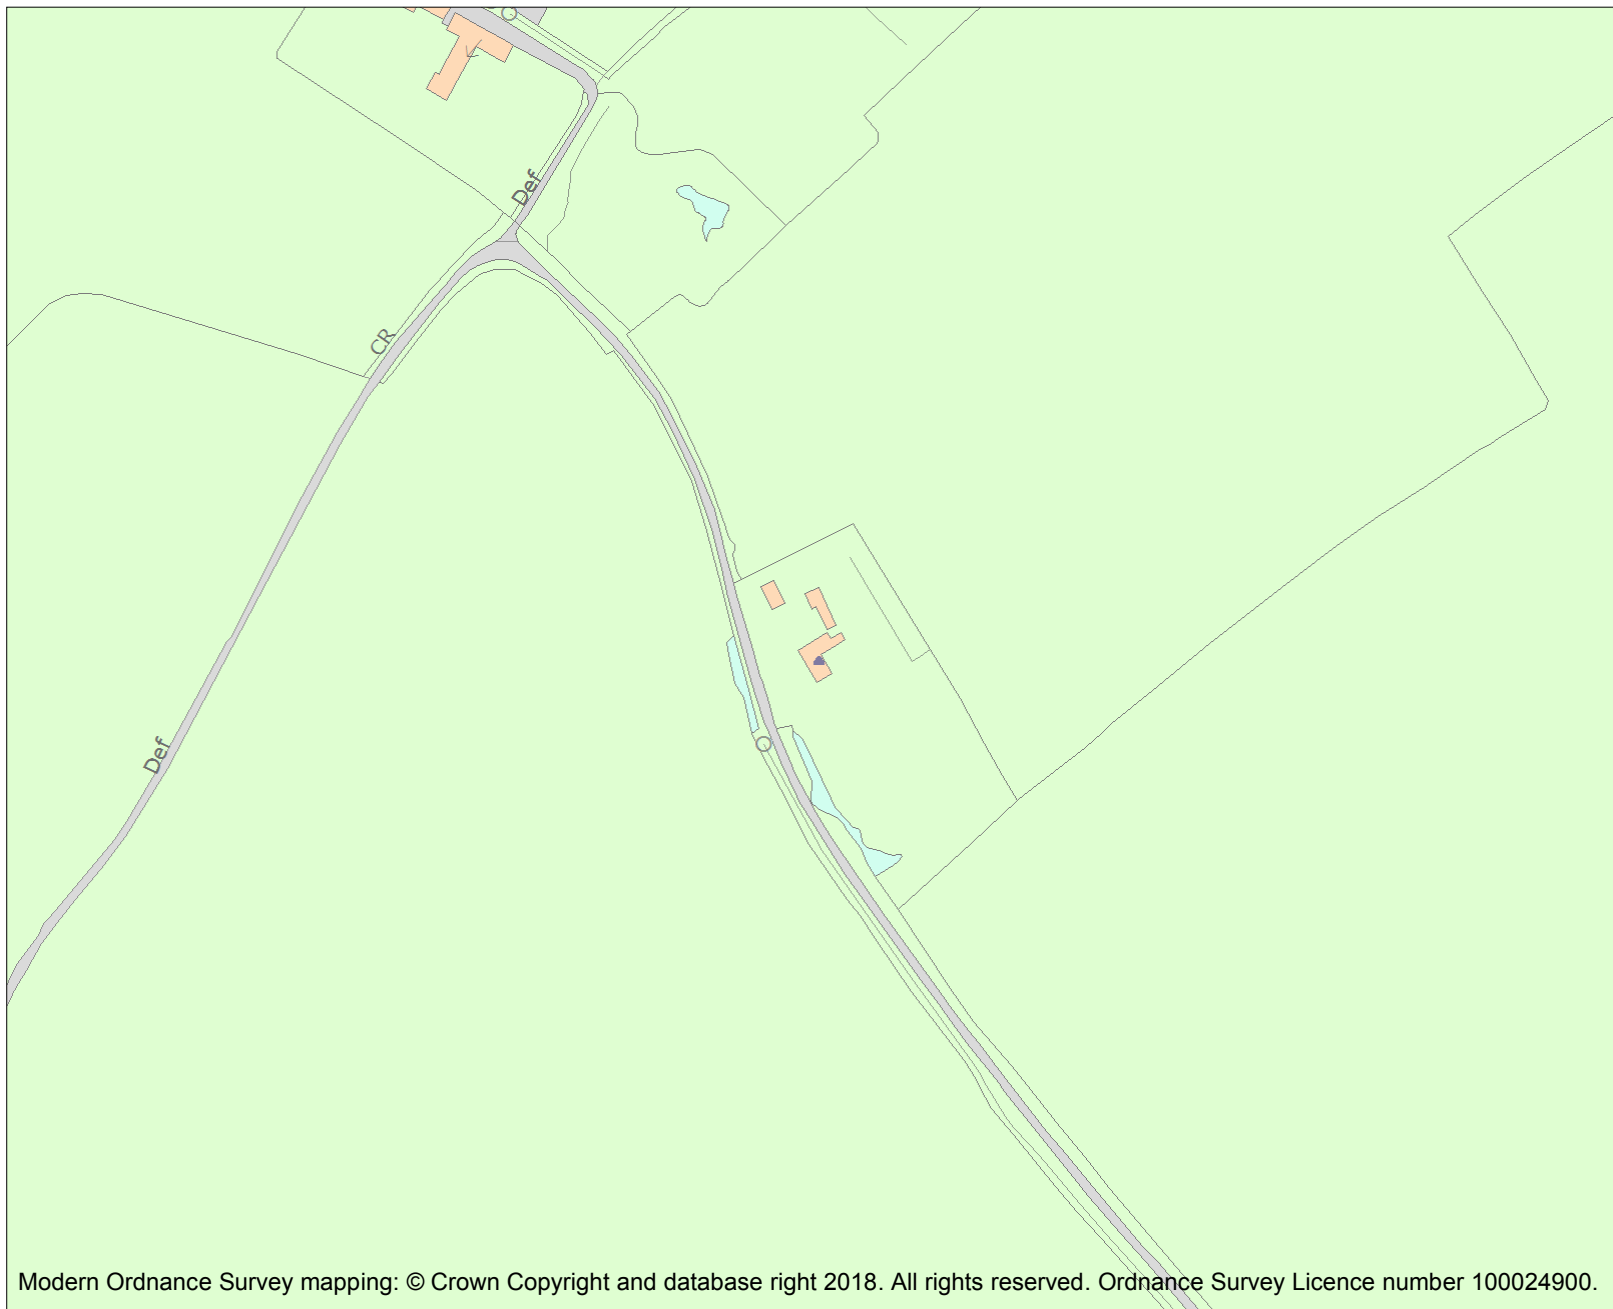 Def
CR
Def
Modern Ordnance Survey mapping: © Crown Copyright and database right 2018. All rights reserved. Ordnance Survey Licence number 100024900.